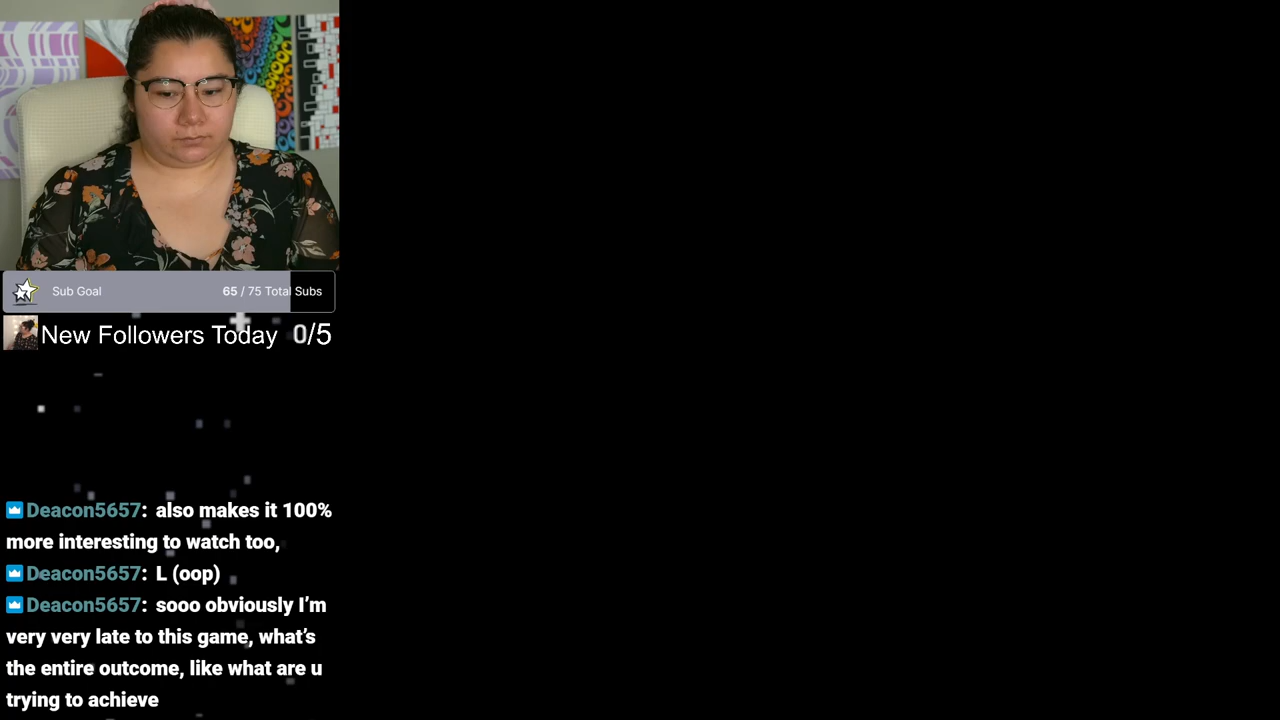 Sub Goal 65 / 75 Total Subs
New Followers Today 0/5
Deacon5657: also makes it 100%
more interesting to watch too,
Deacon5657: L (oop)
Deacon5657: sooo obviously I’m
very very late to this game, what’s
the entire outcome, like what are u
trying to achieve